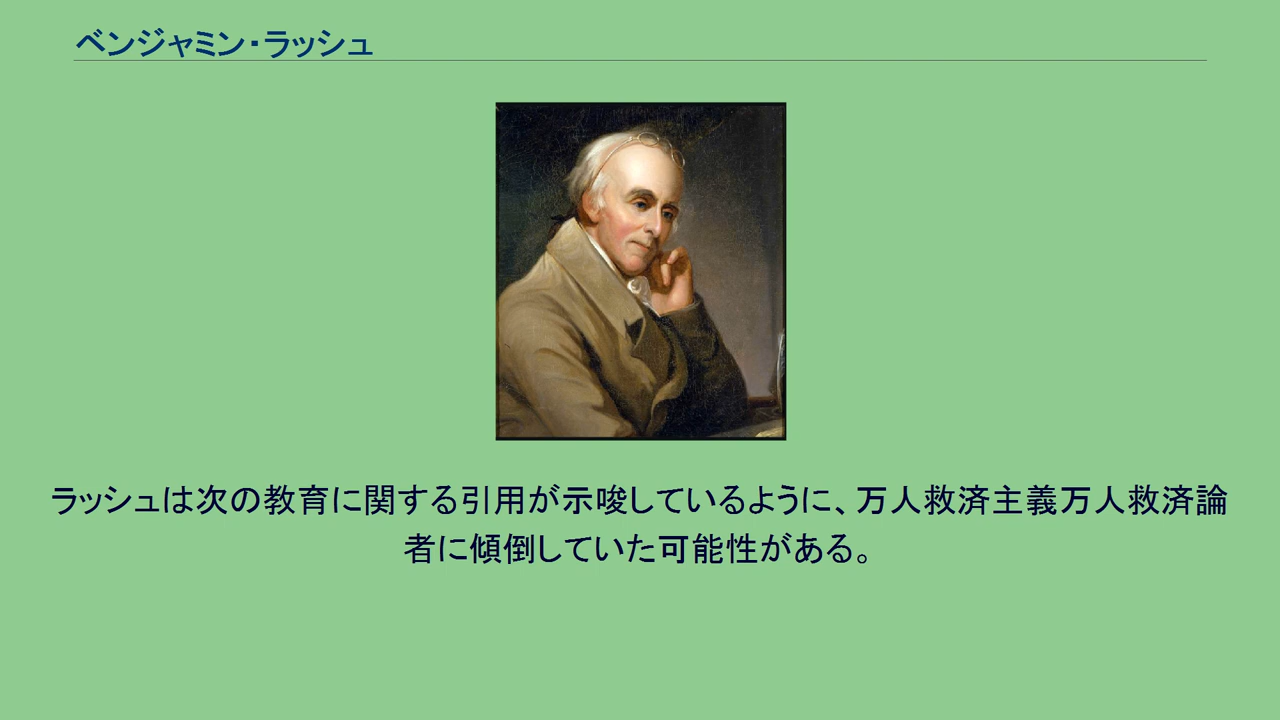 ベンジャミン・ラッシュ
ラッシュは次の教育に関する引用が示唆しているように、万人救済主義万人救済論
者に傾倒していた可能性がある。